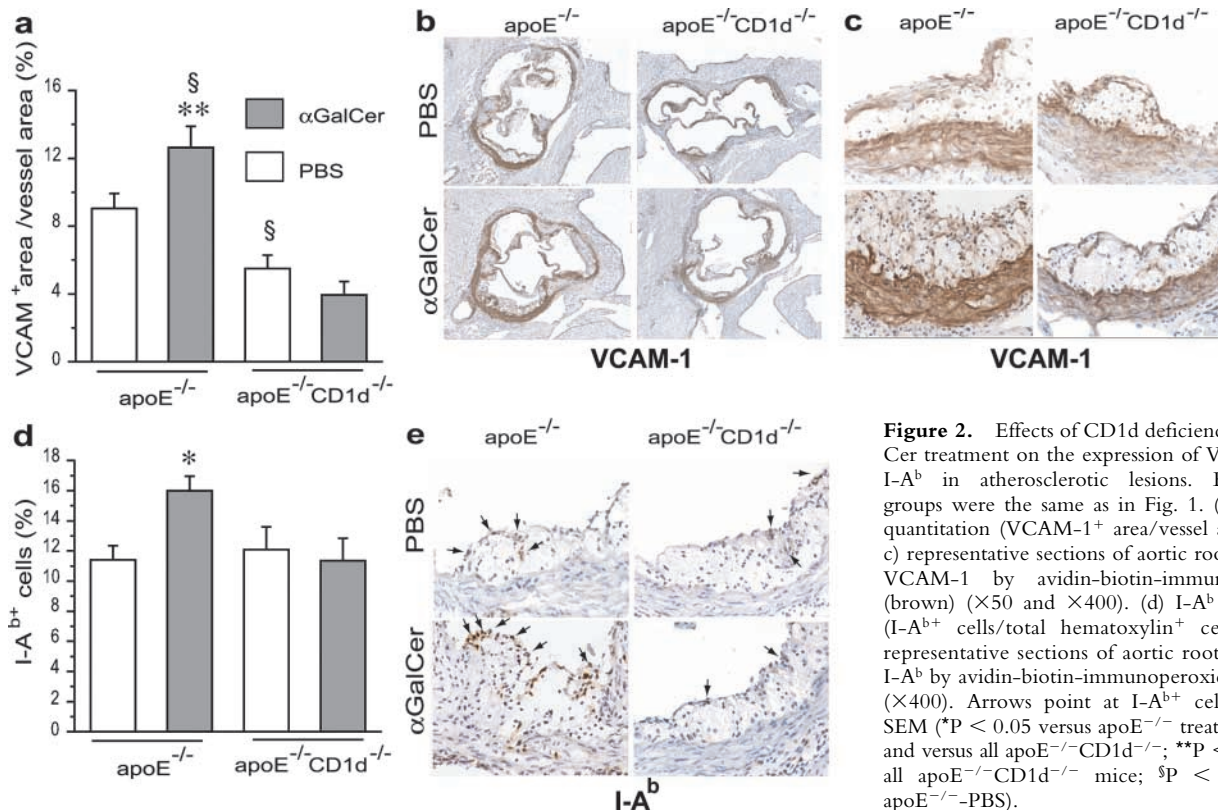 a
VCAM⁺area /vessel area (%)
16
12
8
4
0
§
**
§
αGalCer
PBS
apoE⁻/⁻
apoE⁻/⁻CD1d⁻/⁻
b
apoE⁻/⁻
apoE⁻/⁻CD1d⁻/⁻
PBS
αGalCer
VCAM-1
c
apoE⁻/⁻
apoE⁻/⁻CD1d⁻/⁻
VCAM-1
d
I-Aᵇ⁺ cells (%)
18
16
14
12
10
8
6
4
2
0
*
apoE⁻/⁻
apoE⁻/⁻CD1d⁻/⁻
e
apoE⁻/⁻
apoE⁻/⁻CD1d⁻/⁻
PBS
αGalCer
I-Aᵇ
Figure 2. Effects of CD1d deficienc
Cer treatment on the expression of V
I-Aᵇ in atherosclerotic lesions.
groups were the same as in Fig. 1. (
quantitation (VCAM-1⁺ area/vessel
c) representative sections of aortic roo
VCAM-1 by avidin-biotin-immun
(brown) (×50 and ×400). (d) I-Aᵇ
(I-Aᵇ⁺ cells/total hematoxylin⁺ ce
representative sections of aortic root
I-Aᵇ by avidin-biotin-immunoperoxid
(×400). Arrows point at I-Aᵇ⁺ cel
SEM (*P < 0.05 versus apoE⁻/⁻ treat
and versus all apoE⁻/⁻CD1d⁻/⁻; **P <
all apoE⁻/⁻CD1d⁻/⁻ mice; §P <
apoE⁻/⁻-PBS).